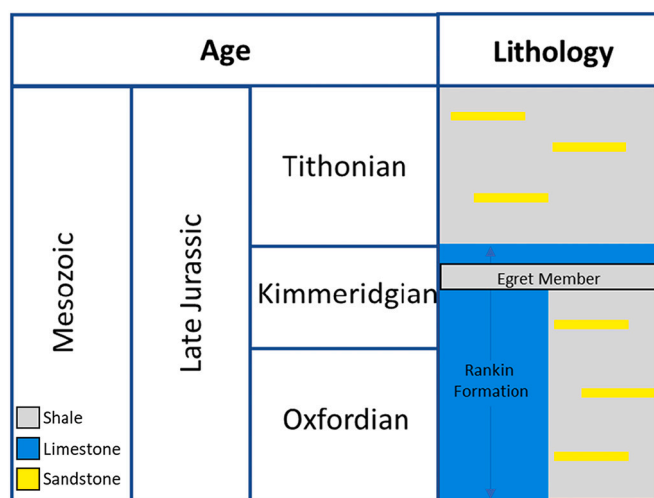 Age
Lithology
Mesozoic
Late Jurassic
Tithonian
Kimmeridgian
Oxfordian
Egret Member
Rankin
Formation
Shale
Limestone
Sandstone